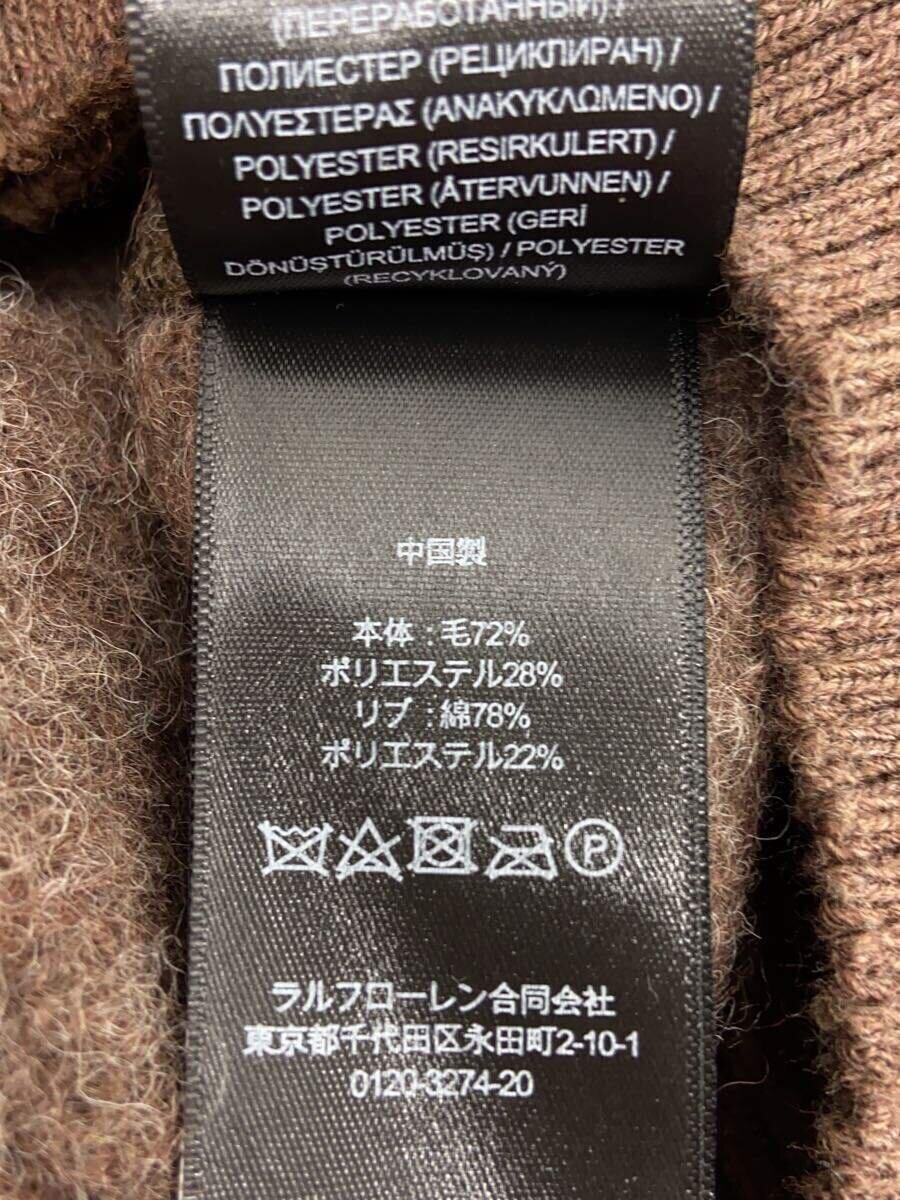 (ПЕРЕРАБОТАННЫЙ) /
ПОЛИЕСТЕР (РЕЦИКЛИРАН) /
ΠΟΛΥΕΣΤΕΡΑΣ (ΑΝΑΚΥΚΛΩΜΕΝΟ) /
POLYESTER (RESIRKULERT) /
POLYESTER (ÅTERVUNNEN) /
POLYESTER (GERİ
DÖNÜŞTÜRÜLMÜŞ) / POLYESTER
(RECYKLOVANÝ)
中国製
本体 : 毛72%
ポリエステル28%
リブ : 綿78%
ポリエステル22%
P
ラルフローレン合同会社
東京都千代田区永田町2-10-1
0120-3274-20